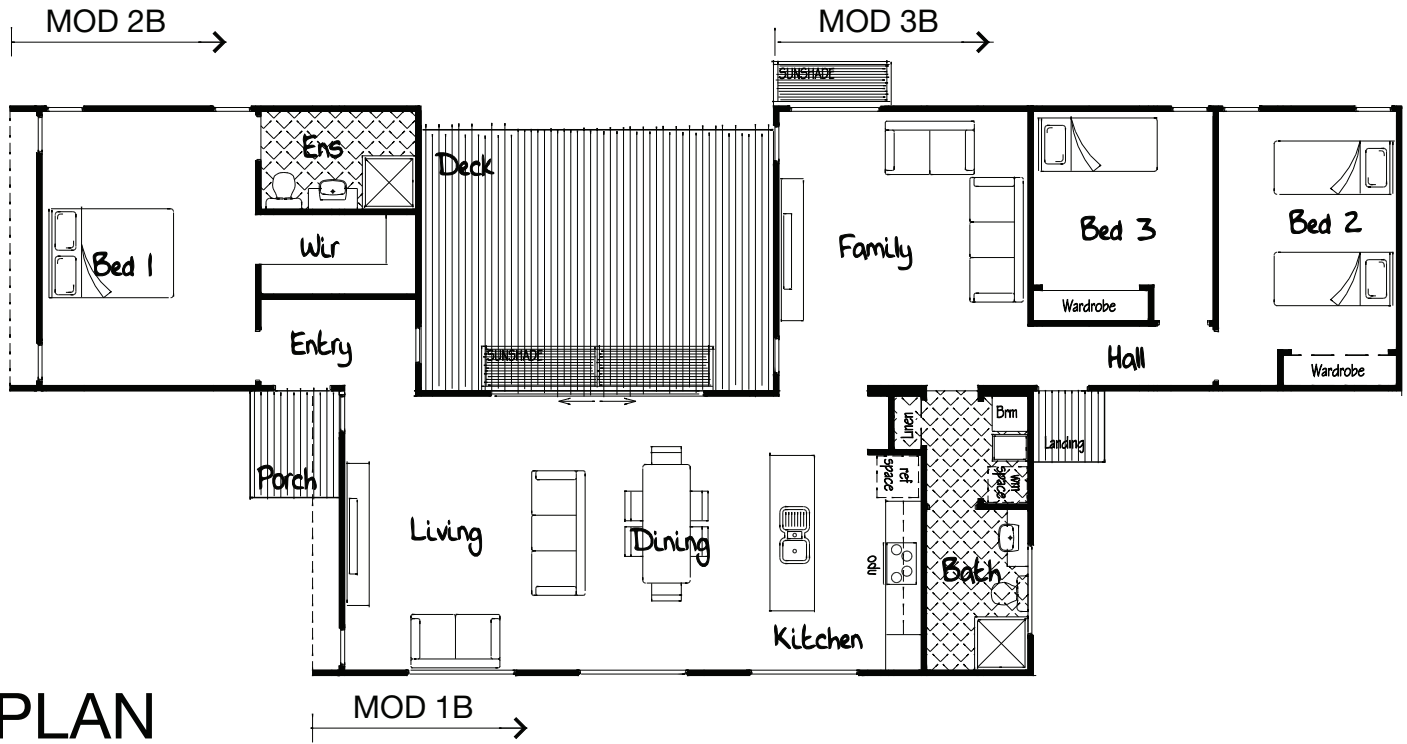 MOD 2B
MOD 3B
SUNSHADE
Ens
Deck
Bed 1
Wir
Family
Bed 3
Bed 2
Wardrobe
Entry
SUNSHADE
Hall
Wardrobe
Linen
Brm
Landing
Porch
ref
space
wm
space
Living
Dining
odu
Bath
Kitchen
MOD 1B
PLAN